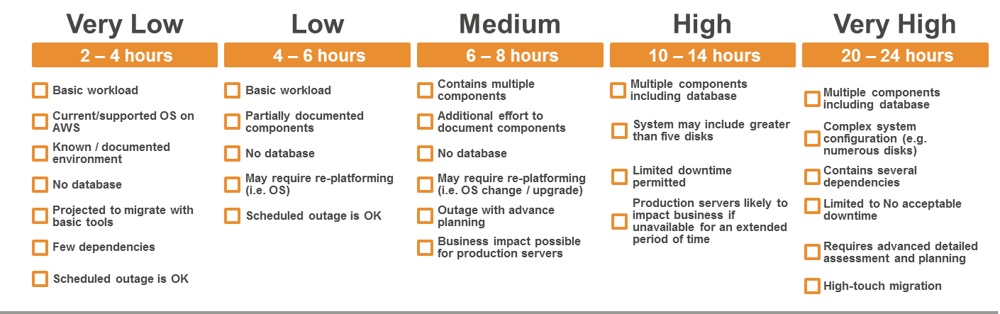 Very Low
2 – 4 hours
Basic workload
Current/supported OS on
AWS
Known / documented
environment
No database
Projected to migrate with
basic tools
Few dependencies
Scheduled outage is OK
Low
4 – 6 hours
Basic workload
Partially documented
components
No database
May require re-platforming
(i.e. OS)
Scheduled outage is OK
Medium
6 – 8 hours
Contains multiple
components
Additional effort to
document components
No database
May require re-platforming
(i.e. OS change / upgrade)
Outage with advance
planning
Business impact possible
for production servers
High
10 – 14 hours
Multiple components
including database
System may include greater
than five disks
Limited downtime
permitted
Production servers likely to
impact business if
unavailable for an extended
period of time
Very High
20 – 24 hours
Multiple components
including database
Complex system
configuration (e.g.
numerous disks)
Contains several
dependencies
Limited to No acceptable
downtime
Requires advanced detailed
assessment and planning
High-touch migration